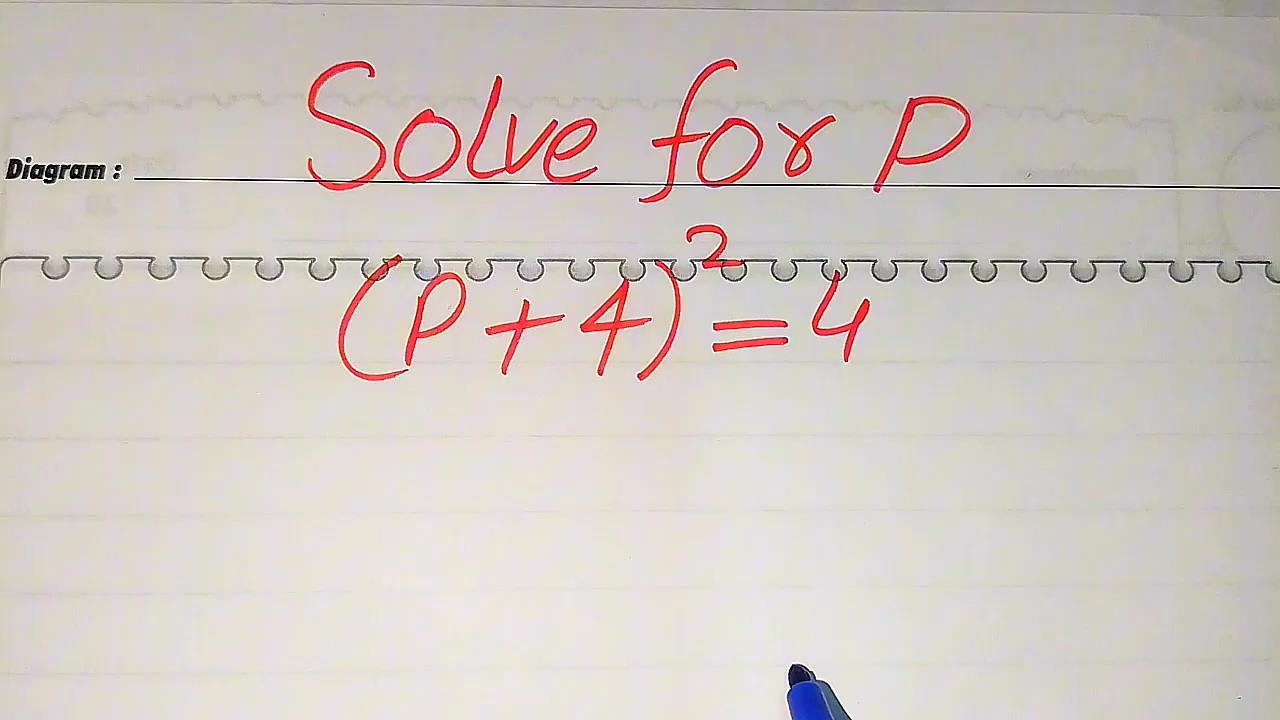 Solve for P
Diagram :
(P+4)² = 4